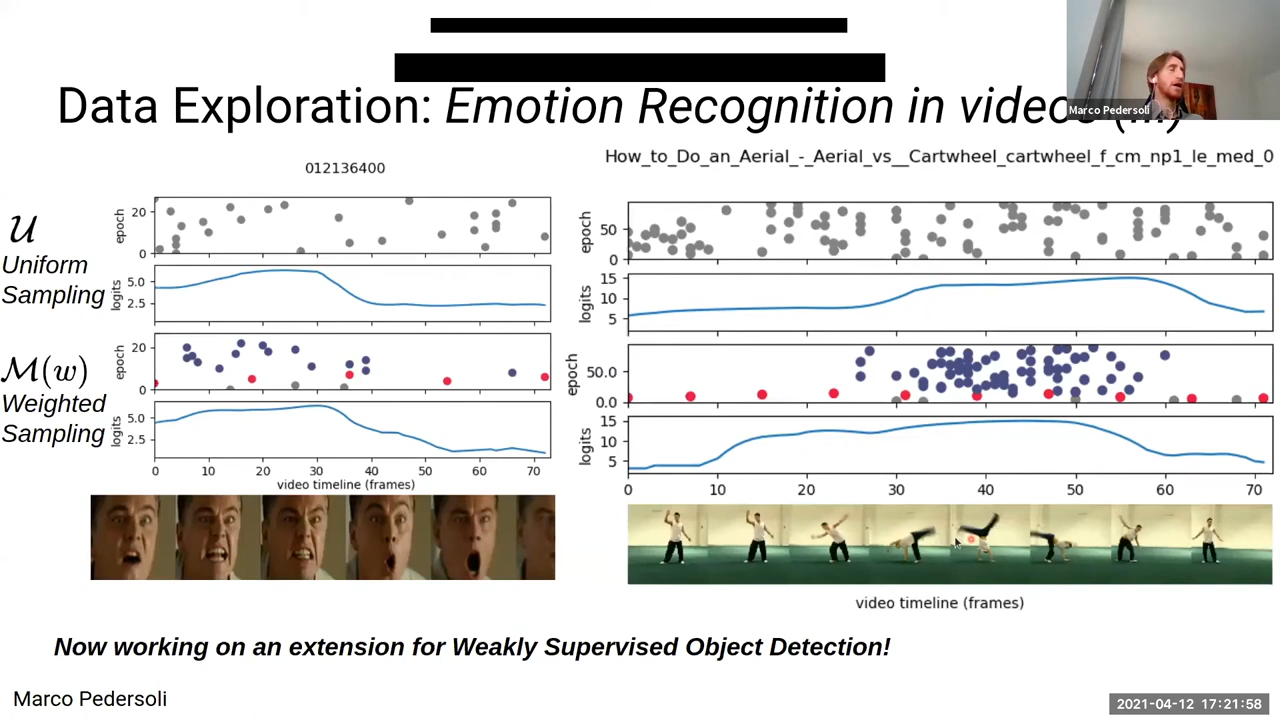 Data Exploration: Emotion Recognition in videos (...)
Marco Pedersoli
012136400
How_to_Do_an_Aerial_-_Aerial_vs__Cartwheel_cartwheel_f_cm_np1_le_med_0
U
Uniform
Sampling
epoch
20
0
logits
5.0
2.5
M(w)
Weighted
Sampling
epoch
20
0
logits
5.0
2.5
0 10 20 30 40 50 60 70
video timeline (frames)
epoch
50
0
logits
15
10
5
epoch
50.0
0.0
logits
15
10
5
0 10 20 30 40 50 60 70
video timeline (frames)
Now working on an extension for Weakly Supervised Object Detection!
Marco Pedersoli
2021-04-12 17:21:58